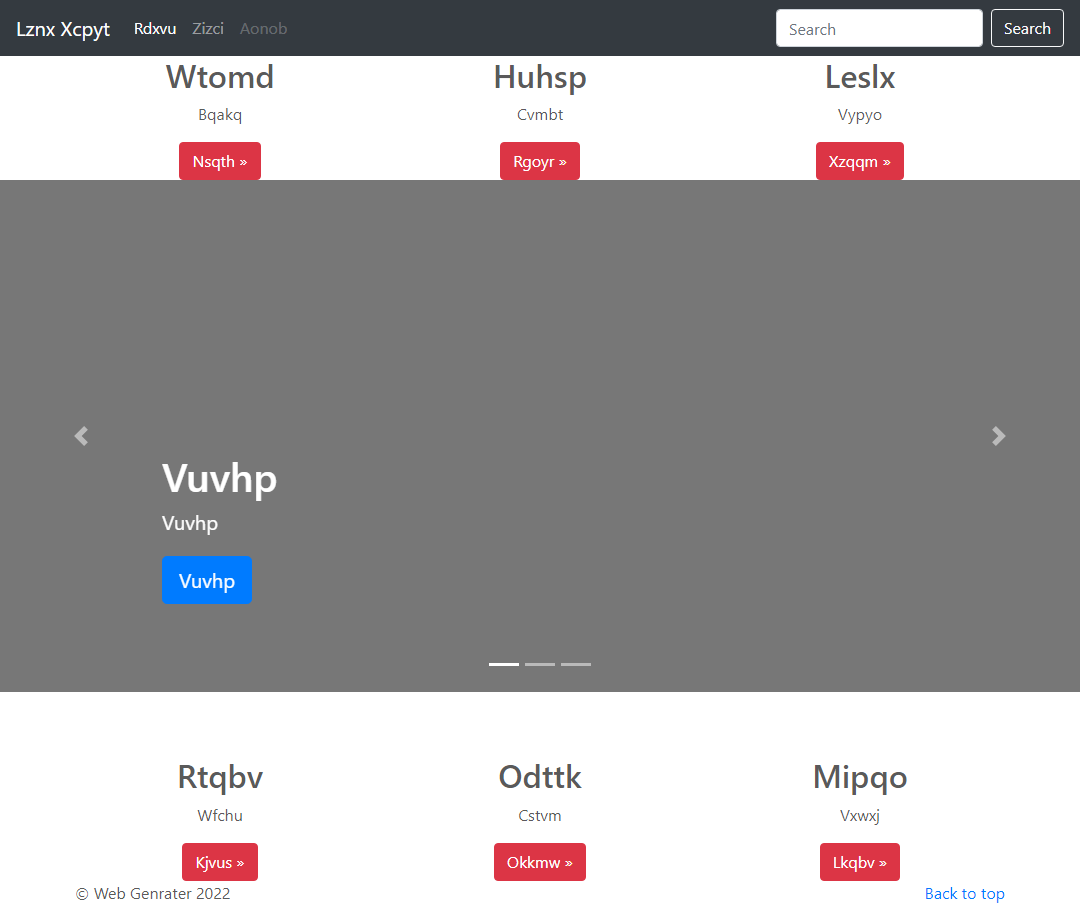 Lznx Xcpyt Rdxvu Zizci Aonob Search Search
Wtomd Huhsp Leslx
Bqakq Cvmbt Vypyo
Nsqth » Rgoyr » Xzqqm »
Vuvhp
Vuvhp
Vuvhp
Rtqbv Odttk Mipqo
Wfchu Cstvm Vxwxj
Kjvus » Okkmw » Lkqbv »
© Web Genrater 2022 Back to top